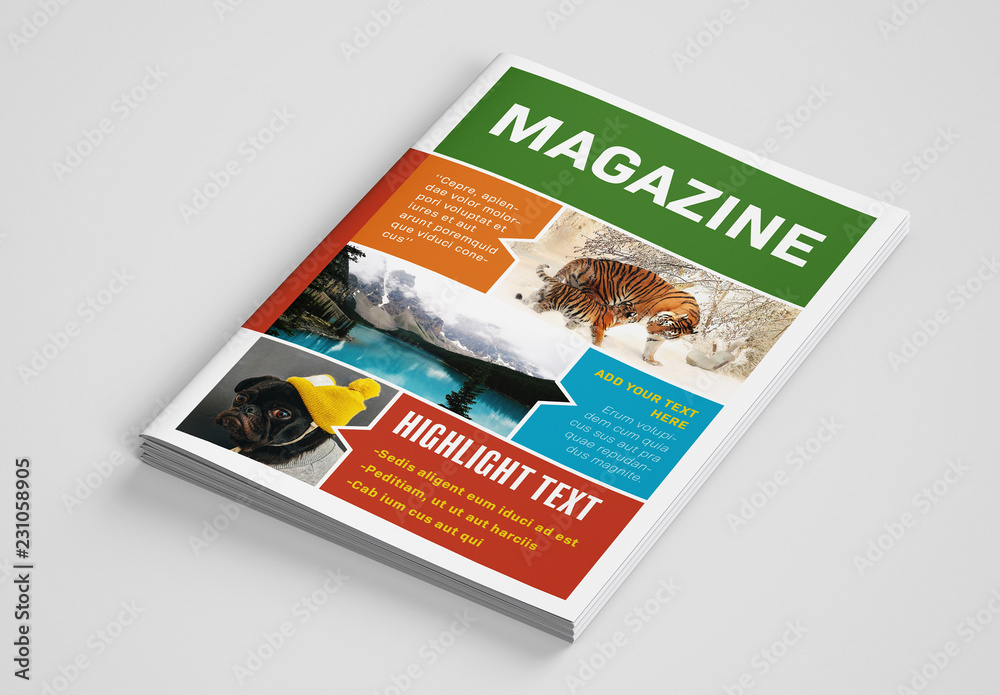 MAGAZINE
‘‘Cepre, apien-
dae volor molor-
pori voluptat et
lures et aut
arunt poremquid
que viduci cone-
cus’’
ADD YOUR TEXT
HERE
Erum volupi-
dem cum quia
cus sus aut pra
quae repudan-
dus magnite.
HIGHLIGHT TEXT
-Sedis aligent eum iduci ad est
-Peditiam, ut ut aut harciis
-Cab ium cus aut qui
Adobe Stock | #231058905